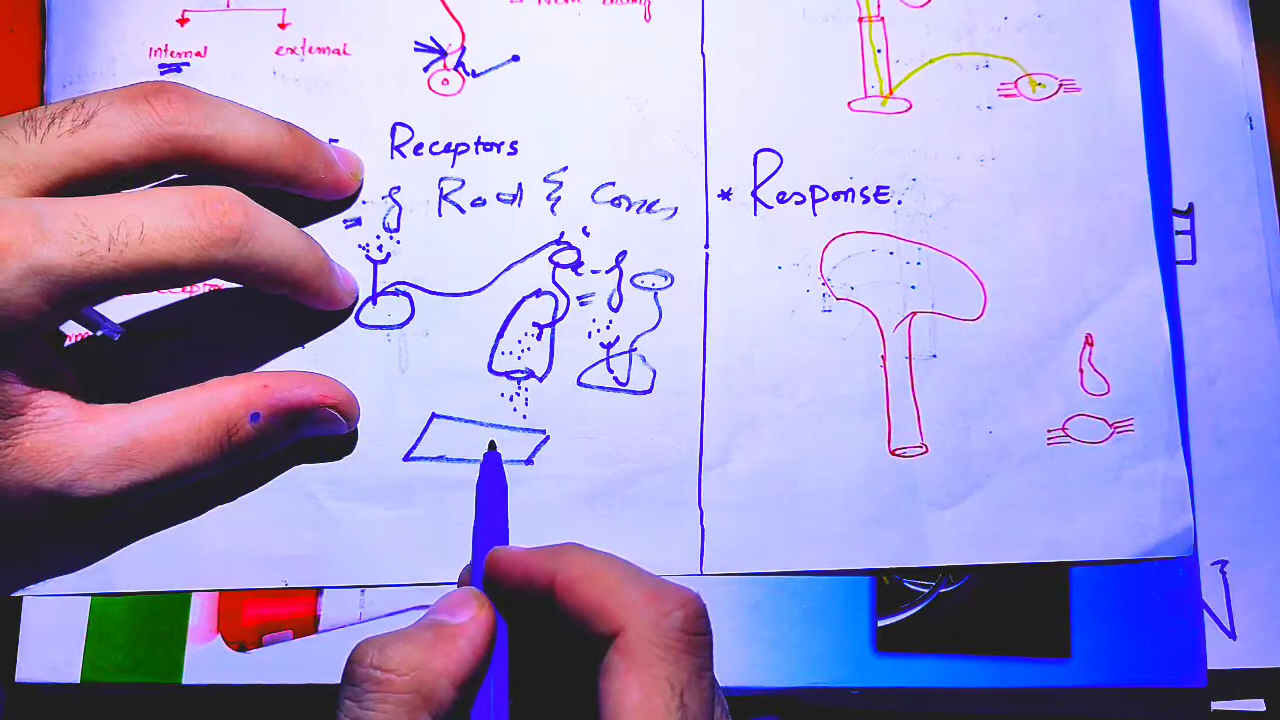 internal external
Receptors
e.g Rod & Cones
e-g
* Response.